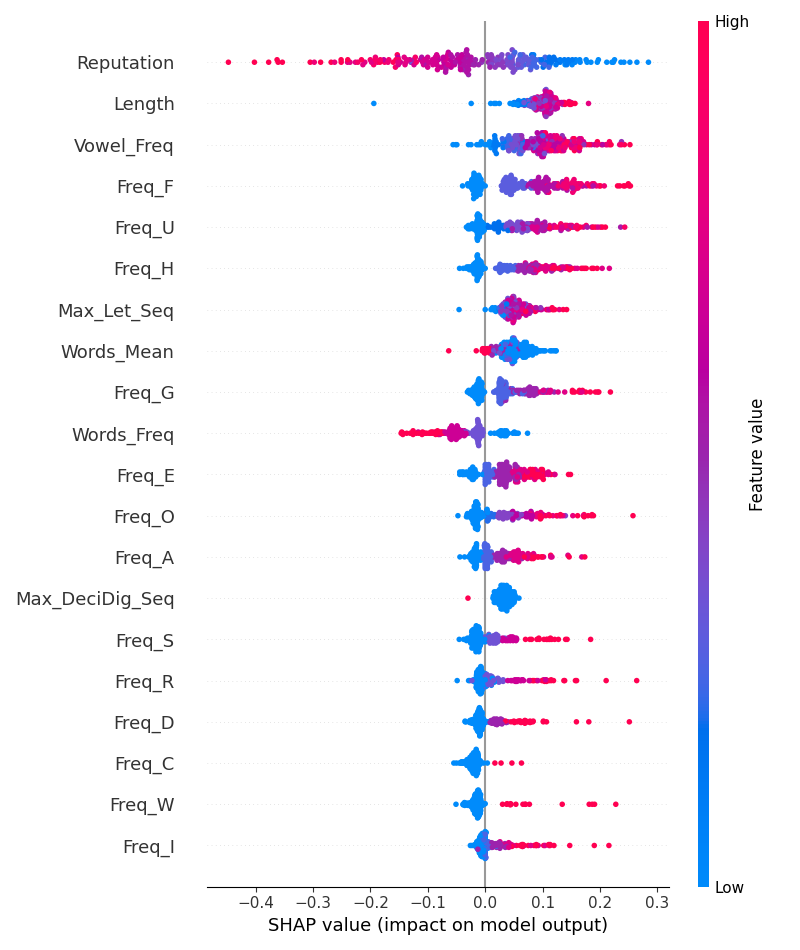 High
Reputation
Length
Vowel_Freq
Freq_F
Freq_U
Freq_H
Max_Let_Seq
Words_Mean
Freq_G
Words_Freq
Freq_E
Freq_O
Freq_A
Max_DeciDig_Seq
Freq_S
Freq_R
Freq_D
Freq_C
Freq_W
Freq_I
Feature value
Low
−0.4 −0.3 −0.2 −0.1 0.0 0.1 0.2 0.3
SHAP value (impact on model output)